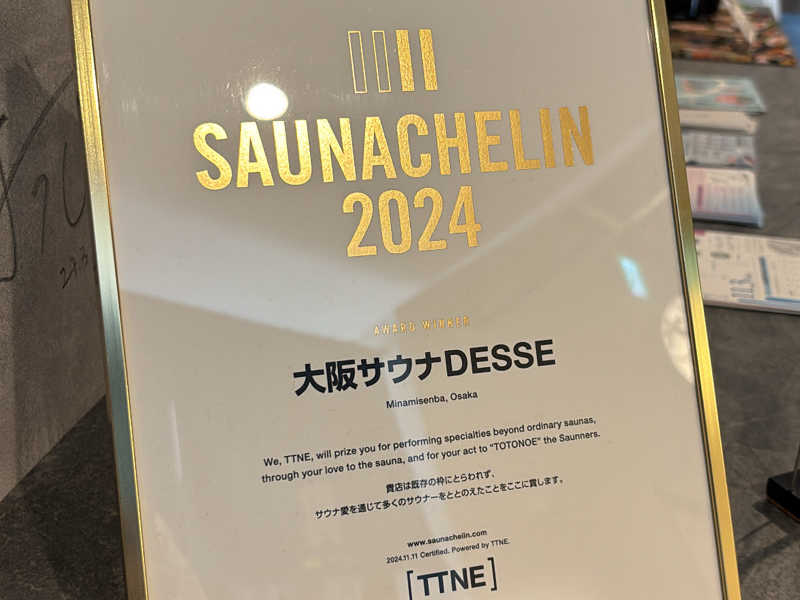 SAUNACHELIN
2024
AWARD WINNER
大阪サウナDESSE
Minamisenba, Osaka
We, TTNE, will prize you for performing specialties beyond ordinary saunas,
through your love to the sauna, and for your act to "TOTONOE" the Saunners.
貴店は既存の枠にとらわれず、
サウナ愛を通じて多くのサウナーをととのえたことをここに賞します。
www.saunachelin.com
2024.11.11 Certified. Powered by TTNE.
[TTNE]